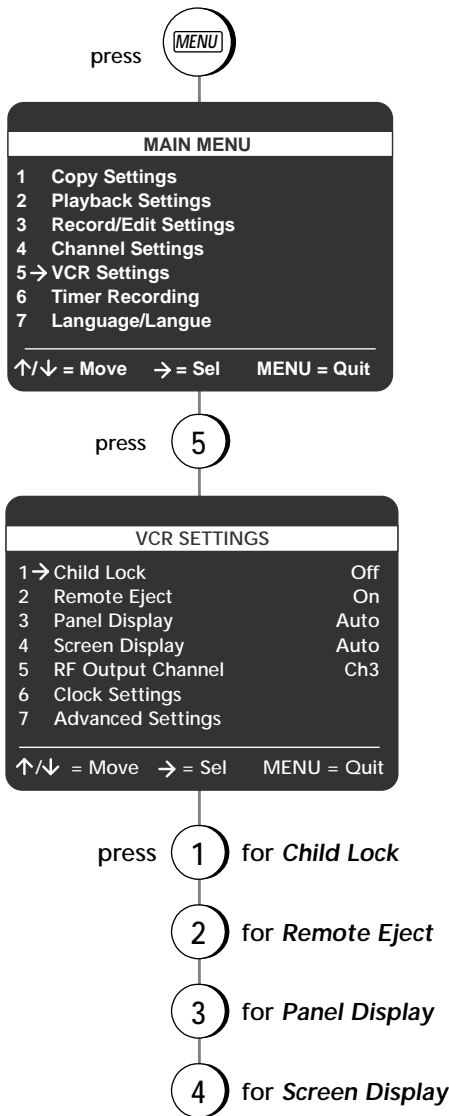 press MENU
MAIN MENU
1 Copy Settings
2 Playback Settings
3 Record/Edit Settings
4 Channel Settings
5→ VCR Settings
6 Timer Recording
7 Language/Langue
↑/↓ = Move → = Sel MENU = Quit
press 5
VCR SETTINGS
1→ Child Lock Off
2 Remote Eject On
3 Panel Display Auto
4 Screen Display Auto
5 RF Output Channel Ch3
6 Clock Settings
7 Advanced Settings
↑/↓ = Move → = Sel MENU = Quit
press 1 for Child Lock
2 for Remote Eject
3 for Panel Display
4 for Screen Display